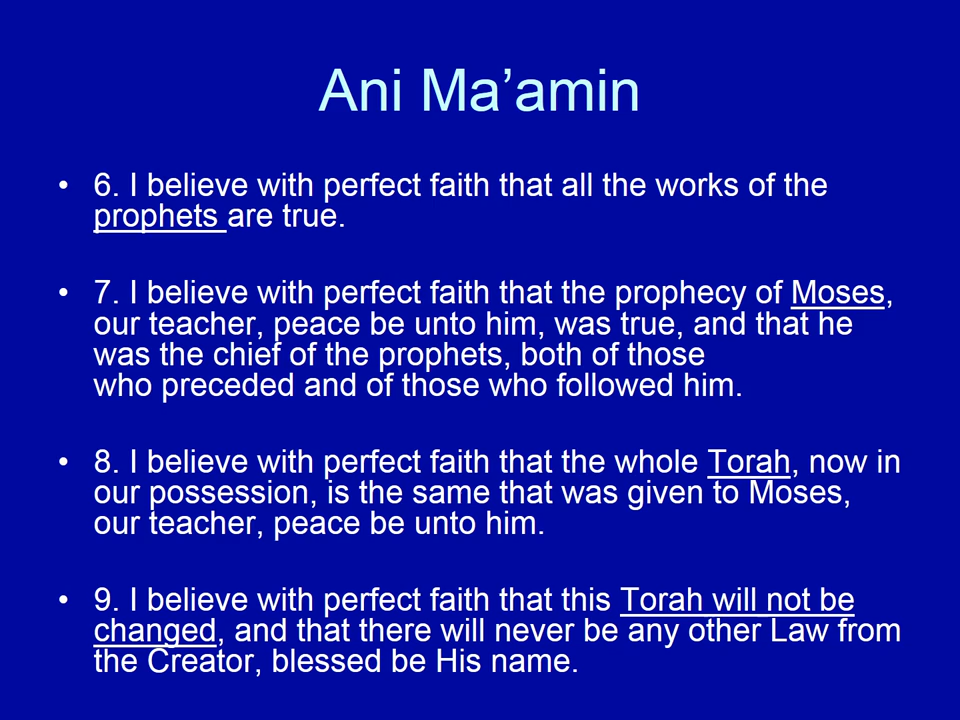 Ani Ma’amin
• 6. I believe with perfect faith that all the works of the
prophets are true.
• 7. I believe with perfect faith that the prophecy of Moses,
our teacher, peace be unto him, was true, and that he
was the chief of the prophets, both of those
who preceded and of those who followed him.
• 8. I believe with perfect faith that the whole Torah, now in
our possession, is the same that was given to Moses,
our teacher, peace be unto him.
• 9. I believe with perfect faith that this Torah will not be
changed, and that there will never be any other Law from
the Creator, blessed be His name.